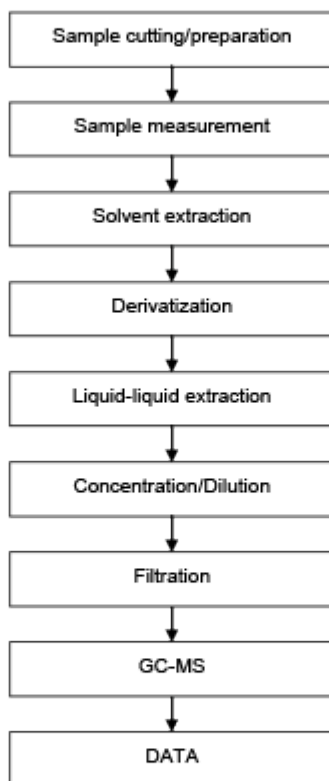 Sample cutting/preparation
Sample measurement
Solvent extraction
Derivatization
Liquid-liquid extraction
Concentration/Dilution
Filtration
GC-MS
DATA